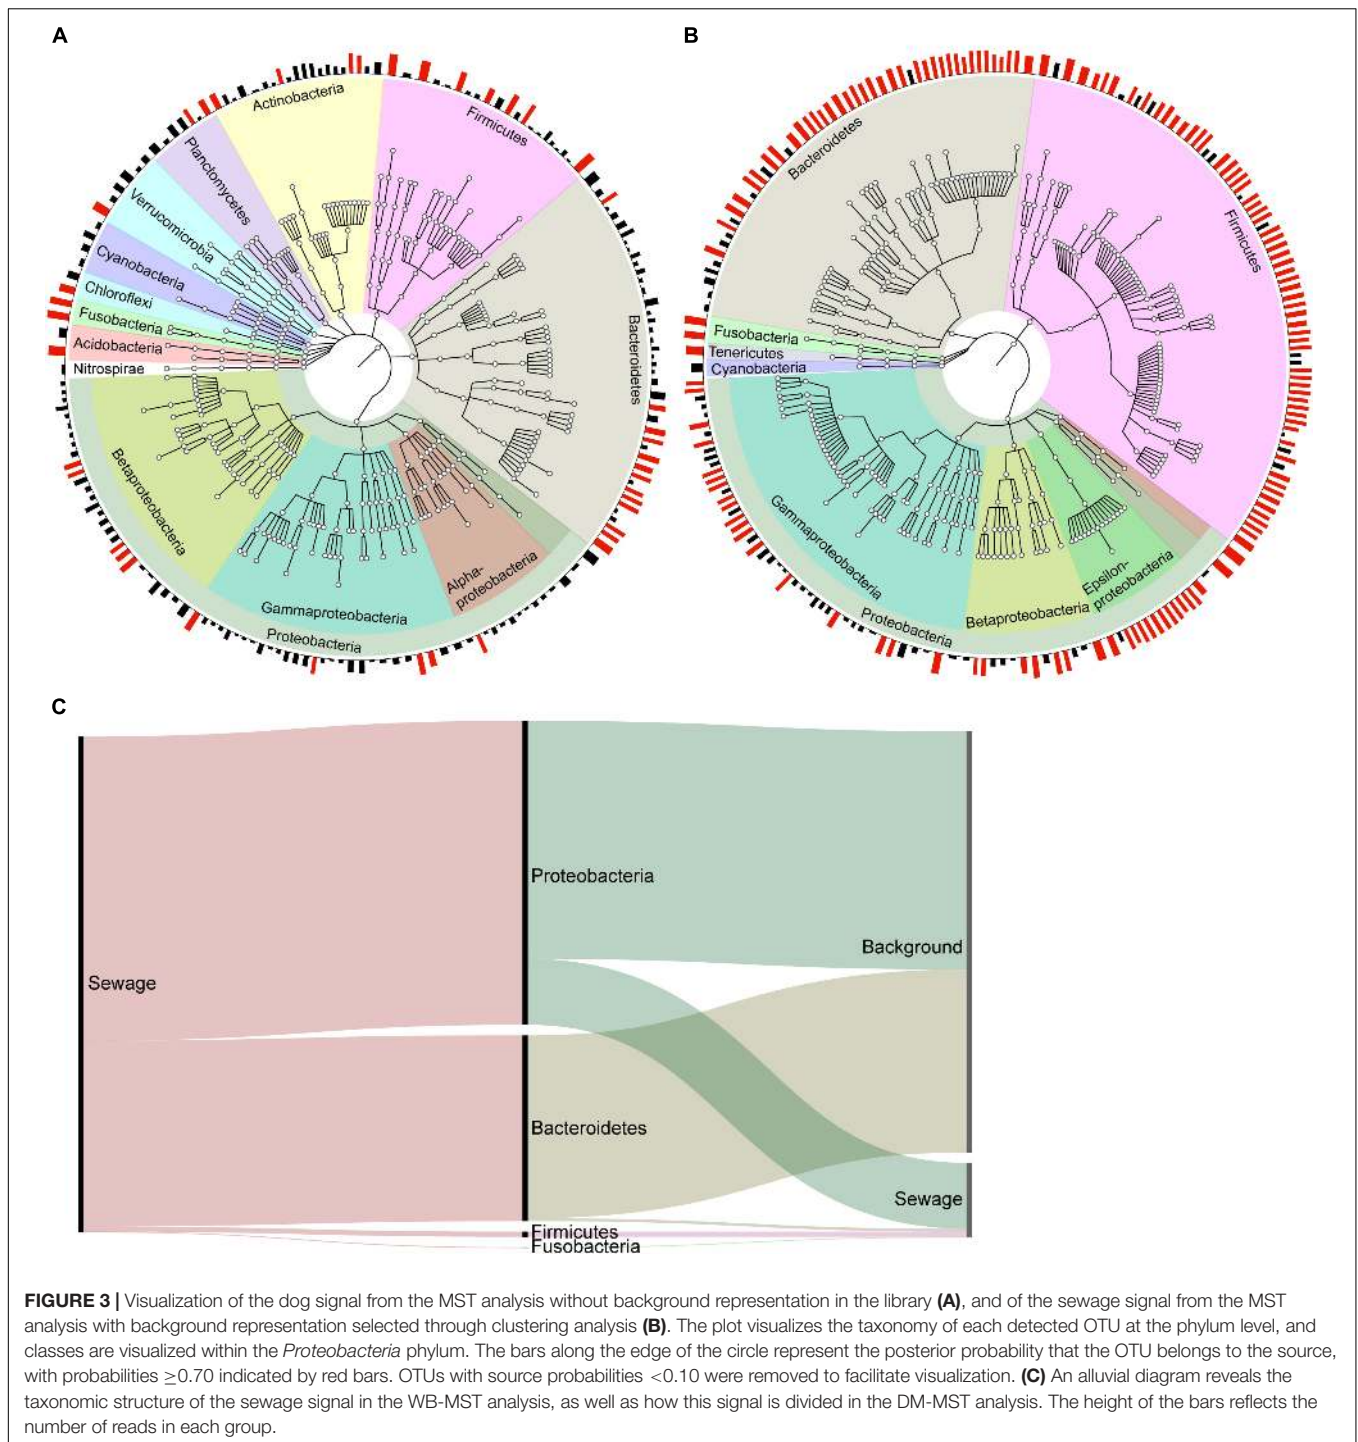 A
Actinobacteria
Firmicutes
Planctomycetes
Verrucomicrobia
Cyanobacteria
Chloroflexi
Fusobacteria
Acidobacteria
Nitrospirae
Bacteroidetes
Betaproteobacteria
Gammaproteobacteria
Alpha-
proteobacteria
Proteobacteria
B
Bacteroidetes
Firmicutes
Fusobacteria
Tenericutes
Cyanobacteria
Gammaproteobacteria
Betaproteobacteria
Epsilon-
proteobacteria
Proteobacteria
C
Proteobacteria
Background
Sewage
Bacteroidetes
Sewage
Firmicutes
Fusobacteria
FIGURE 3 | Visualization of the dog signal from the MST analysis without background representation in the library (A), and of the sewage signal from the MST
analysis with background representation selected through clustering analysis (B). The plot visualizes the taxonomy of each detected OTU at the phylum level, and
classes are visualized within the Proteobacteria phylum. The bars along the edge of the circle represent the posterior probability that the OTU belongs to the source,
with probabilities ≥0.70 indicated by red bars. OTUs with source probabilities <0.10 were removed to facilitate visualization. (C) An alluvial diagram reveals the
taxonomic structure of the sewage signal in the WB-MST analysis, as well as how this signal is divided in the DM-MST analysis. The height of the bars reflects the
number of reads in each group.